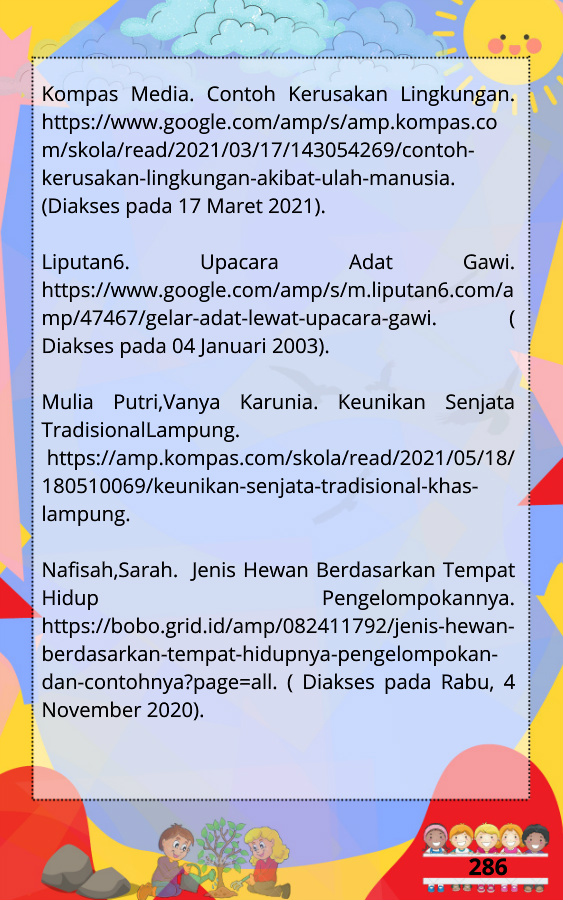 Kompas Media. Contoh Kerusakan Lingkungan.
https://www.google.com/amp/s/amp.kompas.co
m/skola/read/2021/03/17/143054269/contoh-
kerusakan-lingkungan-akibat-ulah-manusia.
(Diakses pada 17 Maret 2021).
Liputan6. Upacara Adat Gawi.
https://www.google.com/amp/s/m.liputan6.com/a
mp/47467/gelar-adat-lewat-upacara-gawi. (
Diakses pada 04 Januari 2003).
Mulia Putri,Vanya Karunia. Keunikan Senjata
TradisionalLampung.
https://amp.kompas.com/skola/read/2021/05/18/
180510069/keunikan-senjata-tradisional-khas-
lampung.
Nafisah,Sarah. Jenis Hewan Berdasarkan Tempat
Hidup Pengelompokannya.
https://bobo.grid.id/amp/082411792/jenis-hewan-
berdasarkan-tempat-hidupnya-pengelompokan-
dan-contohnya?page=all. ( Diakses pada Rabu, 4
November 2020).
286